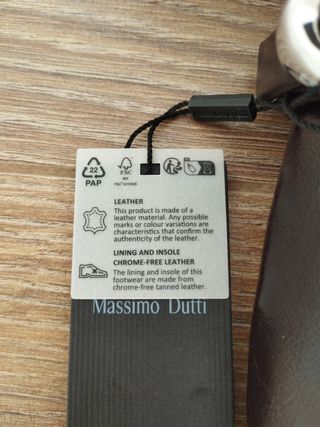 22
PAP
FSC
MIX
LEATHER
This product is made of a
leather material. Any possible
marks or colour variations are
characteristics that confirm the
authenticity of the leather.
LINING AND INSOLE
CHROME-FREE LEATHER
The lining and insole of this
footwear are made from
chrome-free tanned leather.
Massimo Dutti